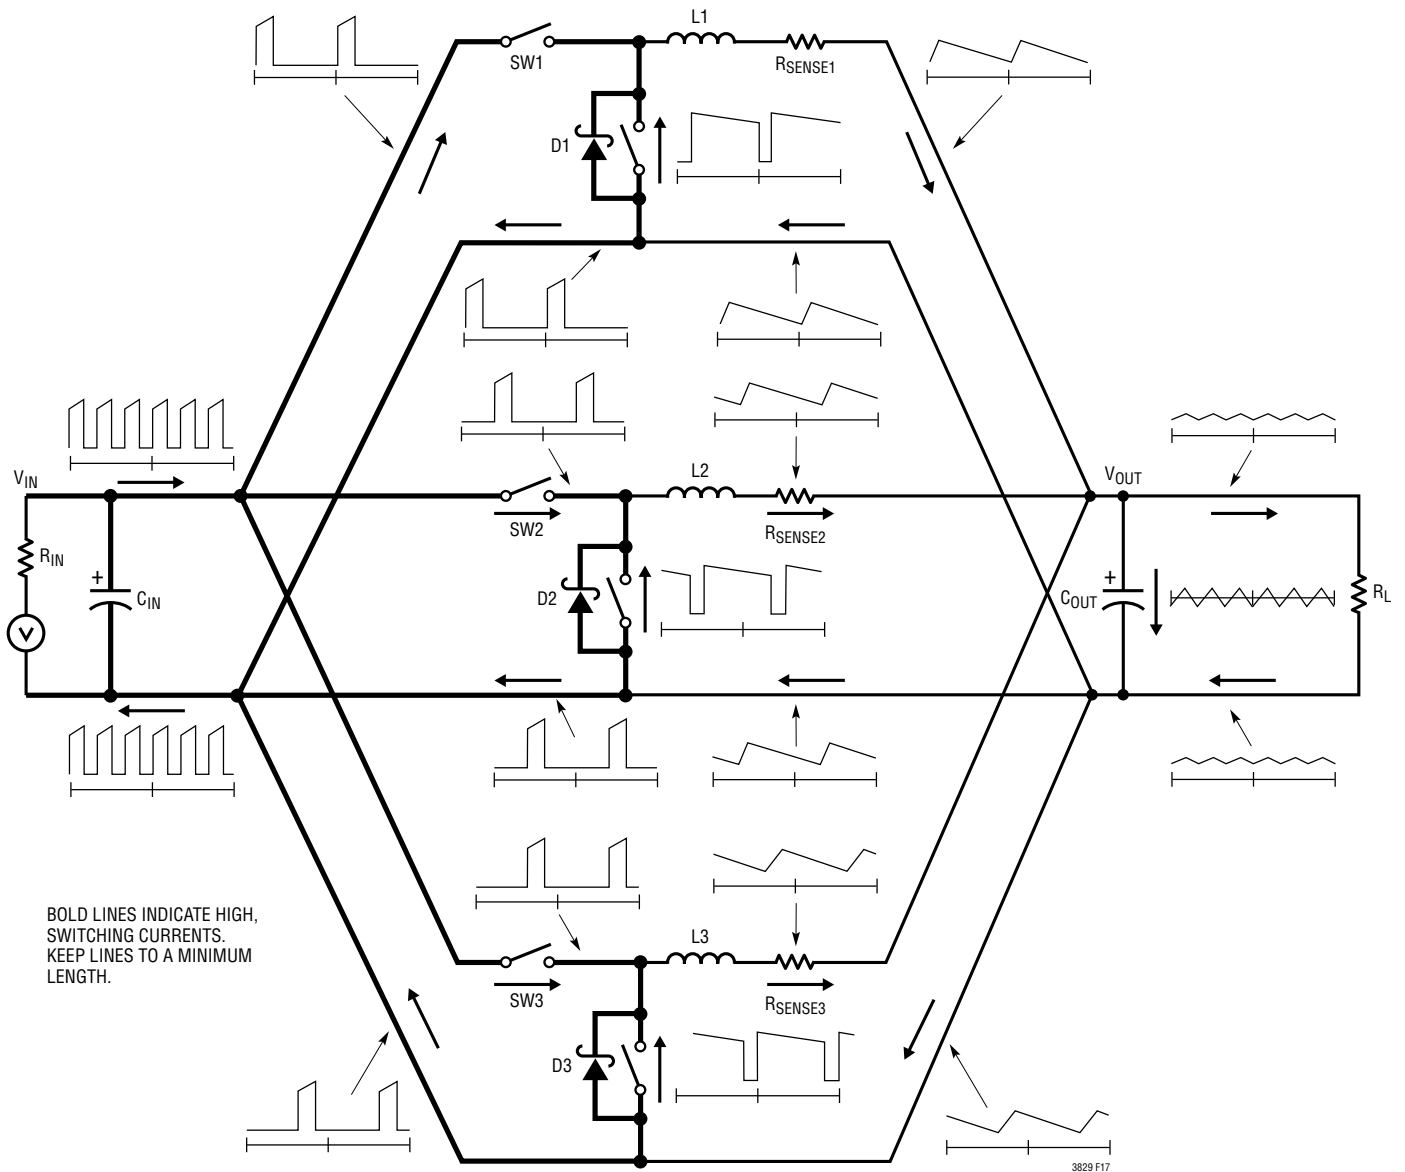 L1
SW1
RSENSE1
D1
VIN
L2
VOUT
SW2
RSENSE2
RIN
+
CIN
D2
+
COUT
RL
V
BOLD LINES INDICATE HIGH,
SWITCHING CURRENTS.
KEEP LINES TO A MINIMUM
LENGTH.
L3
SW3
RSENSE3
D3
3829 F17